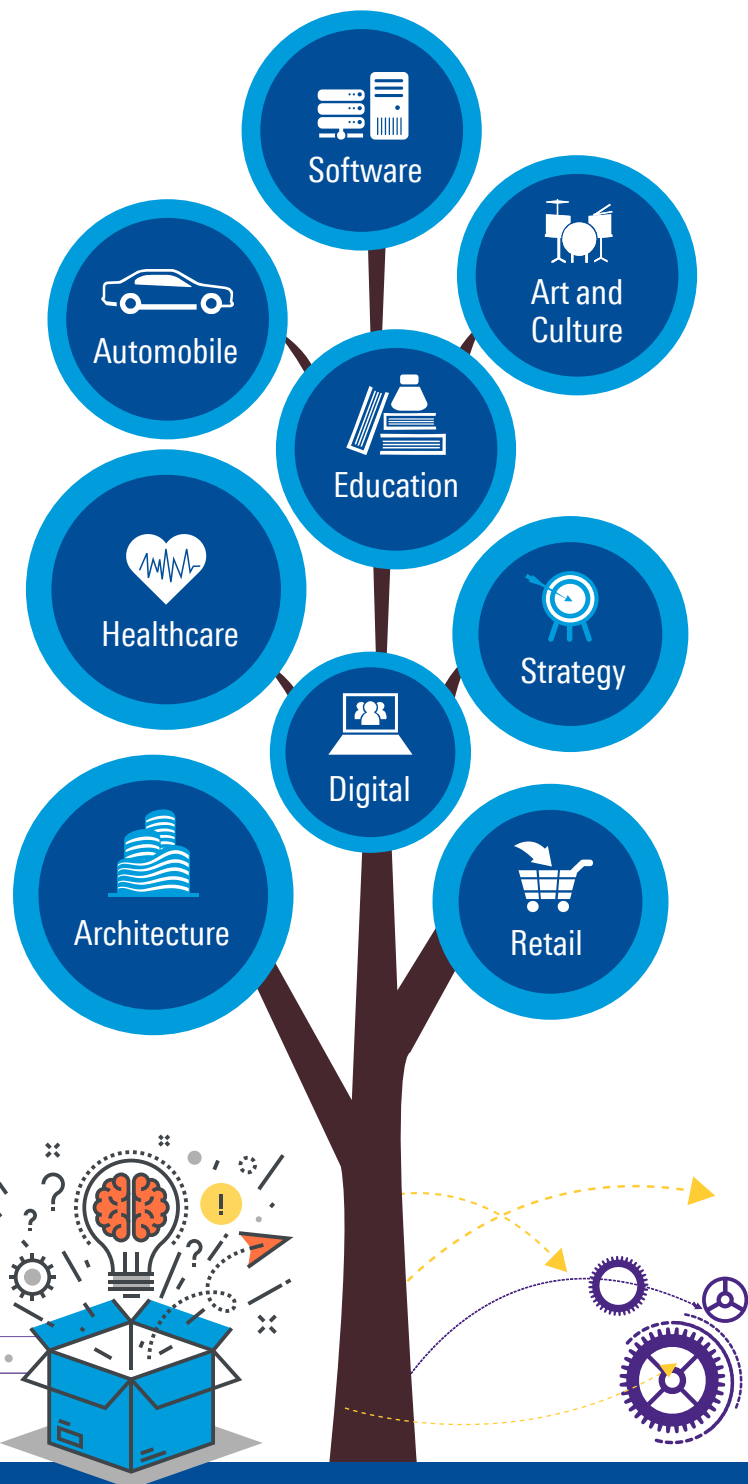 Software
Art and
Culture
Automobile
Education
Healthcare
Strategy
Digital
Architecture
Retail
?
?
!
?